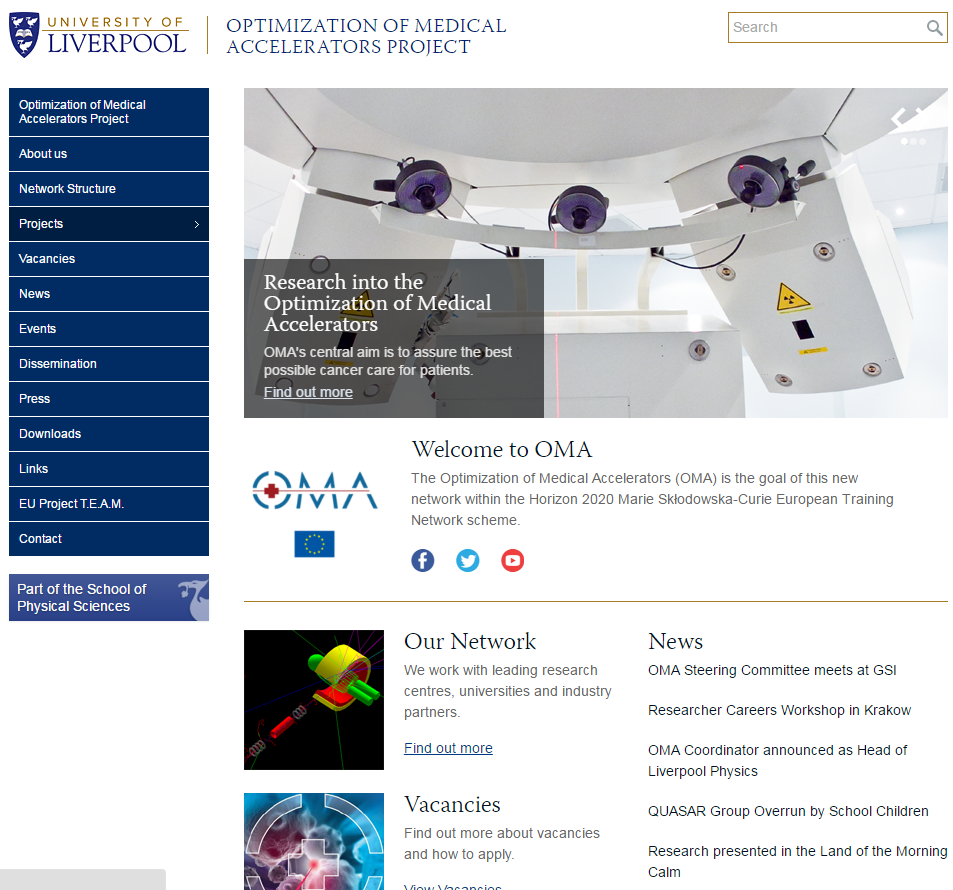 UNIVERSITY OF
LIVERPOOL
OPTIMIZATION OF MEDICAL
ACCELERATORS PROJECT
Search
Optimization of Medical
Accelerators Project
About us
Network Structure
Projects
Vacancies
News
Events
Dissemination
Press
Downloads
Links
EU Project T.E.A.M.
Contact
Part of the School of
Physical Sciences
Research into the
Optimization of Medical
Accelerators
OMA's central aim is to assure the best
possible cancer care for patients.
Find out more
OMA
Welcome to OMA
The Optimization of Medical Accelerators (OMA) is the goal of this new
network within the Horizon 2020 Marie Skłodowska-Curie European Training
Network scheme.
Our Network
We work with leading research
centres, universities and industry
partners.
Find out more
Vacancies
Find out more about vacancies
and how to apply.
View Vacancies
News
OMA Steering Committee meets at GSI
Researcher Careers Workshop in Krakow
OMA Coordinator announced as Head of
Liverpool Physics
QUASAR Group Overrun by School Children
Research presented in the Land of the Morning
Calm